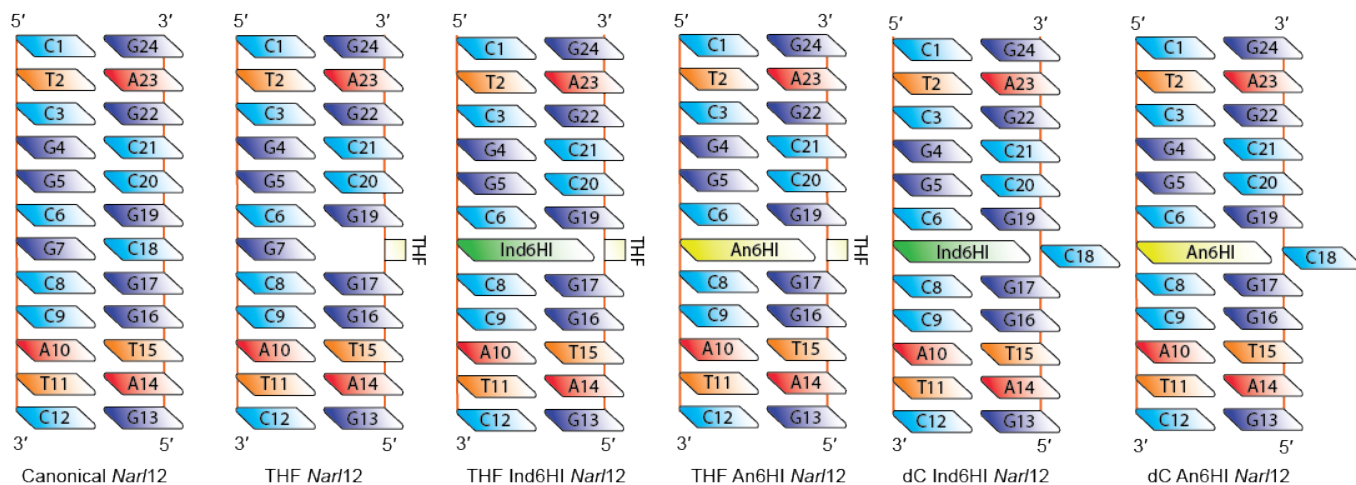 5′ 3′ 5′ 3′ 5′ 3′ 5′ 3′ 5′ 3′ 5′ 3′
C1 G24 C1 G24 C1 G24 C1 G24 C1 G24 C1 G24
T2 A23 T2 A23 T2 A23 T2 A23 T2 A23 T2 A23
C3 G22 C3 G22 C3 G22 C3 G22 C3 G22 C3 G22
G4 C21 G4 C21 G4 C21 G4 C21 G4 C21 G4 C21
G5 C20 G5 C20 G5 C20 G5 C20 G5 C20 G5 C20
C6 G19 C6 G19 C6 G19 C6 G19 C6 G19 C6 G19
G7 C18 G7 THF Ind6HI THF An6HI THF Ind6HI C18 An6HI C18
C8 G17 C8 G17 C8 G17 C8 G17 C8 G17 C8 G17
C9 G16 C9 G16 C9 G16 C9 G16 C9 G16 C9 G16
A10 T15 A10 T15 A10 T15 A10 T15 A10 T15 A10 T15
T11 A14 T11 A14 T11 A14 T11 A14 T11 A14 T11 A14
C12 G13 C12 G13 C12 G13 C12 G13 C12 G13 C12 G13
3′ 5′ 3′ 5′ 3′ 5′ 3′ 5′ 3′ 5′ 3′ 5′
Canonical NarI12 THF NarI12 THF Ind6HI NarI12 THF An6HI NarI12 dC Ind6HI NarI12 dC An6HI NarI12